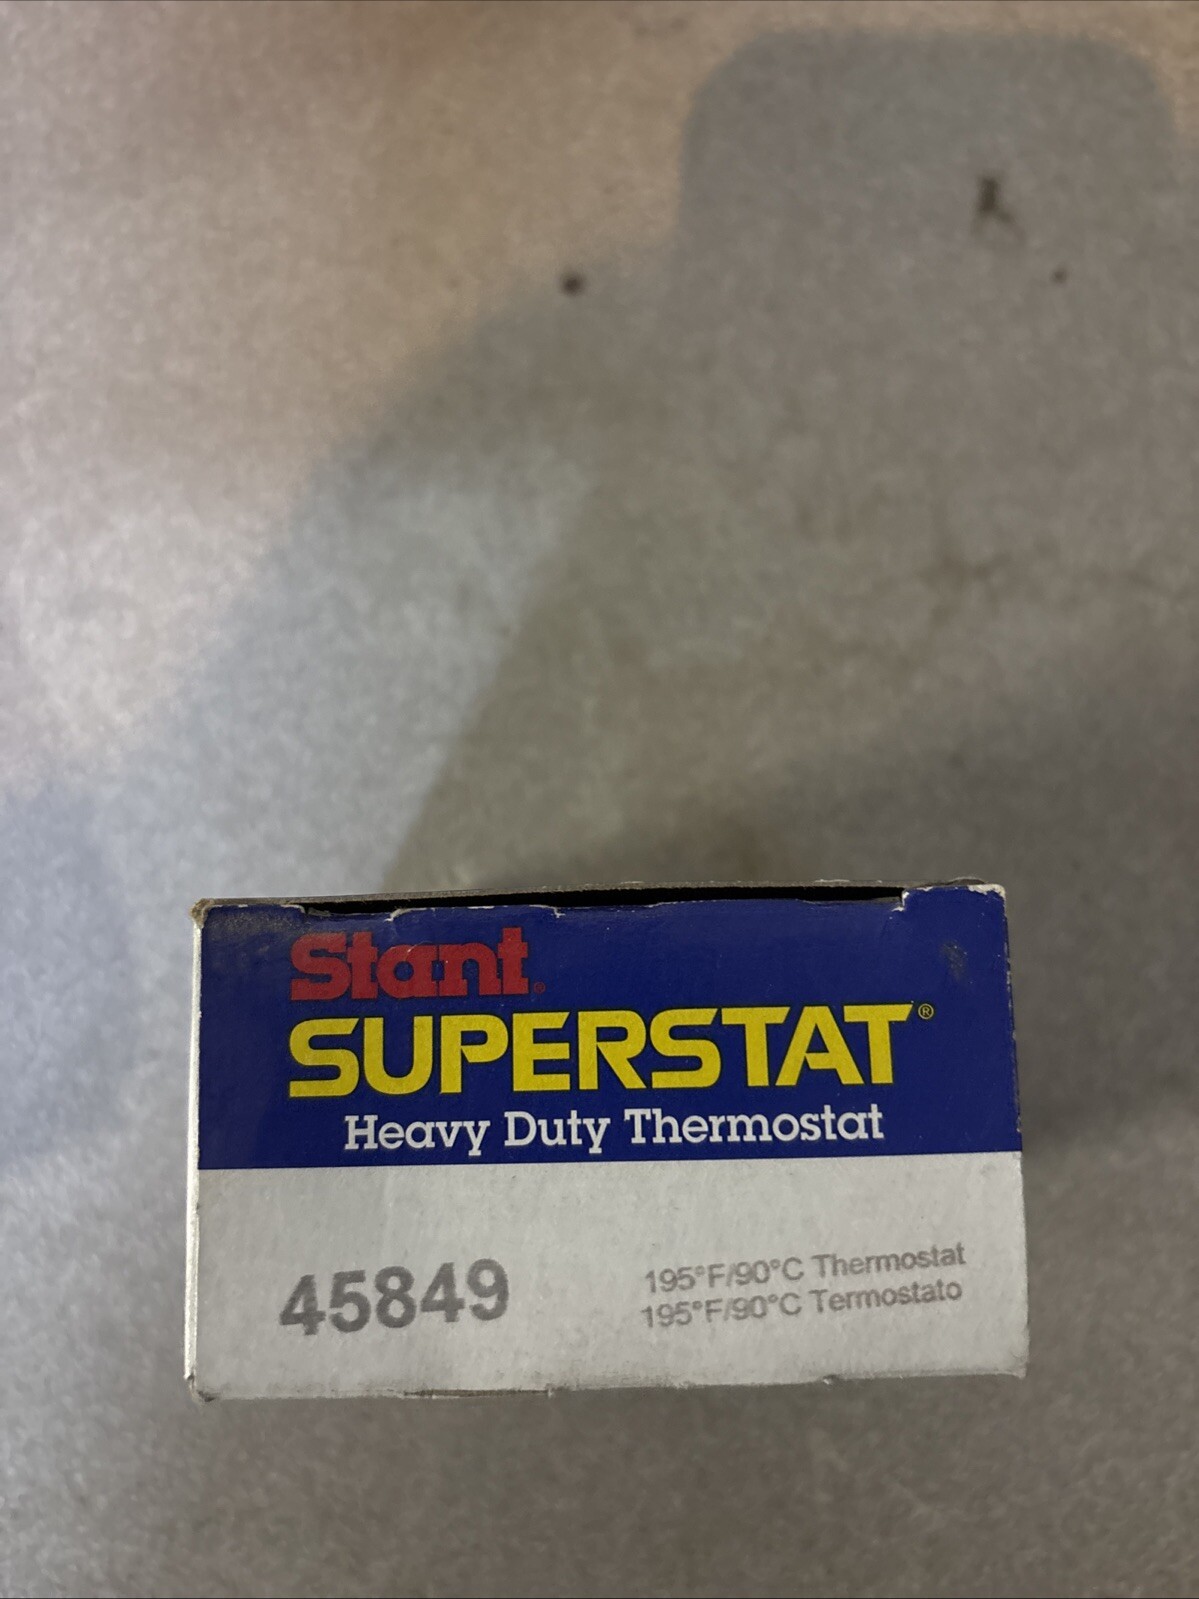 Stant®
SUPERSTAT®
Heavy Duty Thermostat
45849
195°F/90°C Thermostat
195°F/90°C Termostato